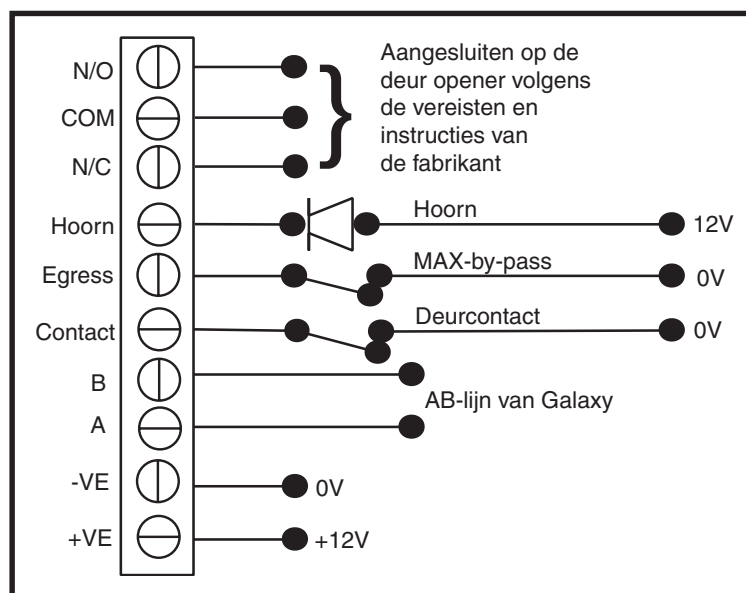 N/O
COM
N/C
Aangesluiten op de
deur opener volgens
de vereisten en
instructies van
de fabrikant
Hoorn
Hoorn
12V
Egress
MAX-by-pass
0V
Contact
Deurcontact
0V
B
A
AB-lijn van Galaxy
-VE
0V
+VE
+12V